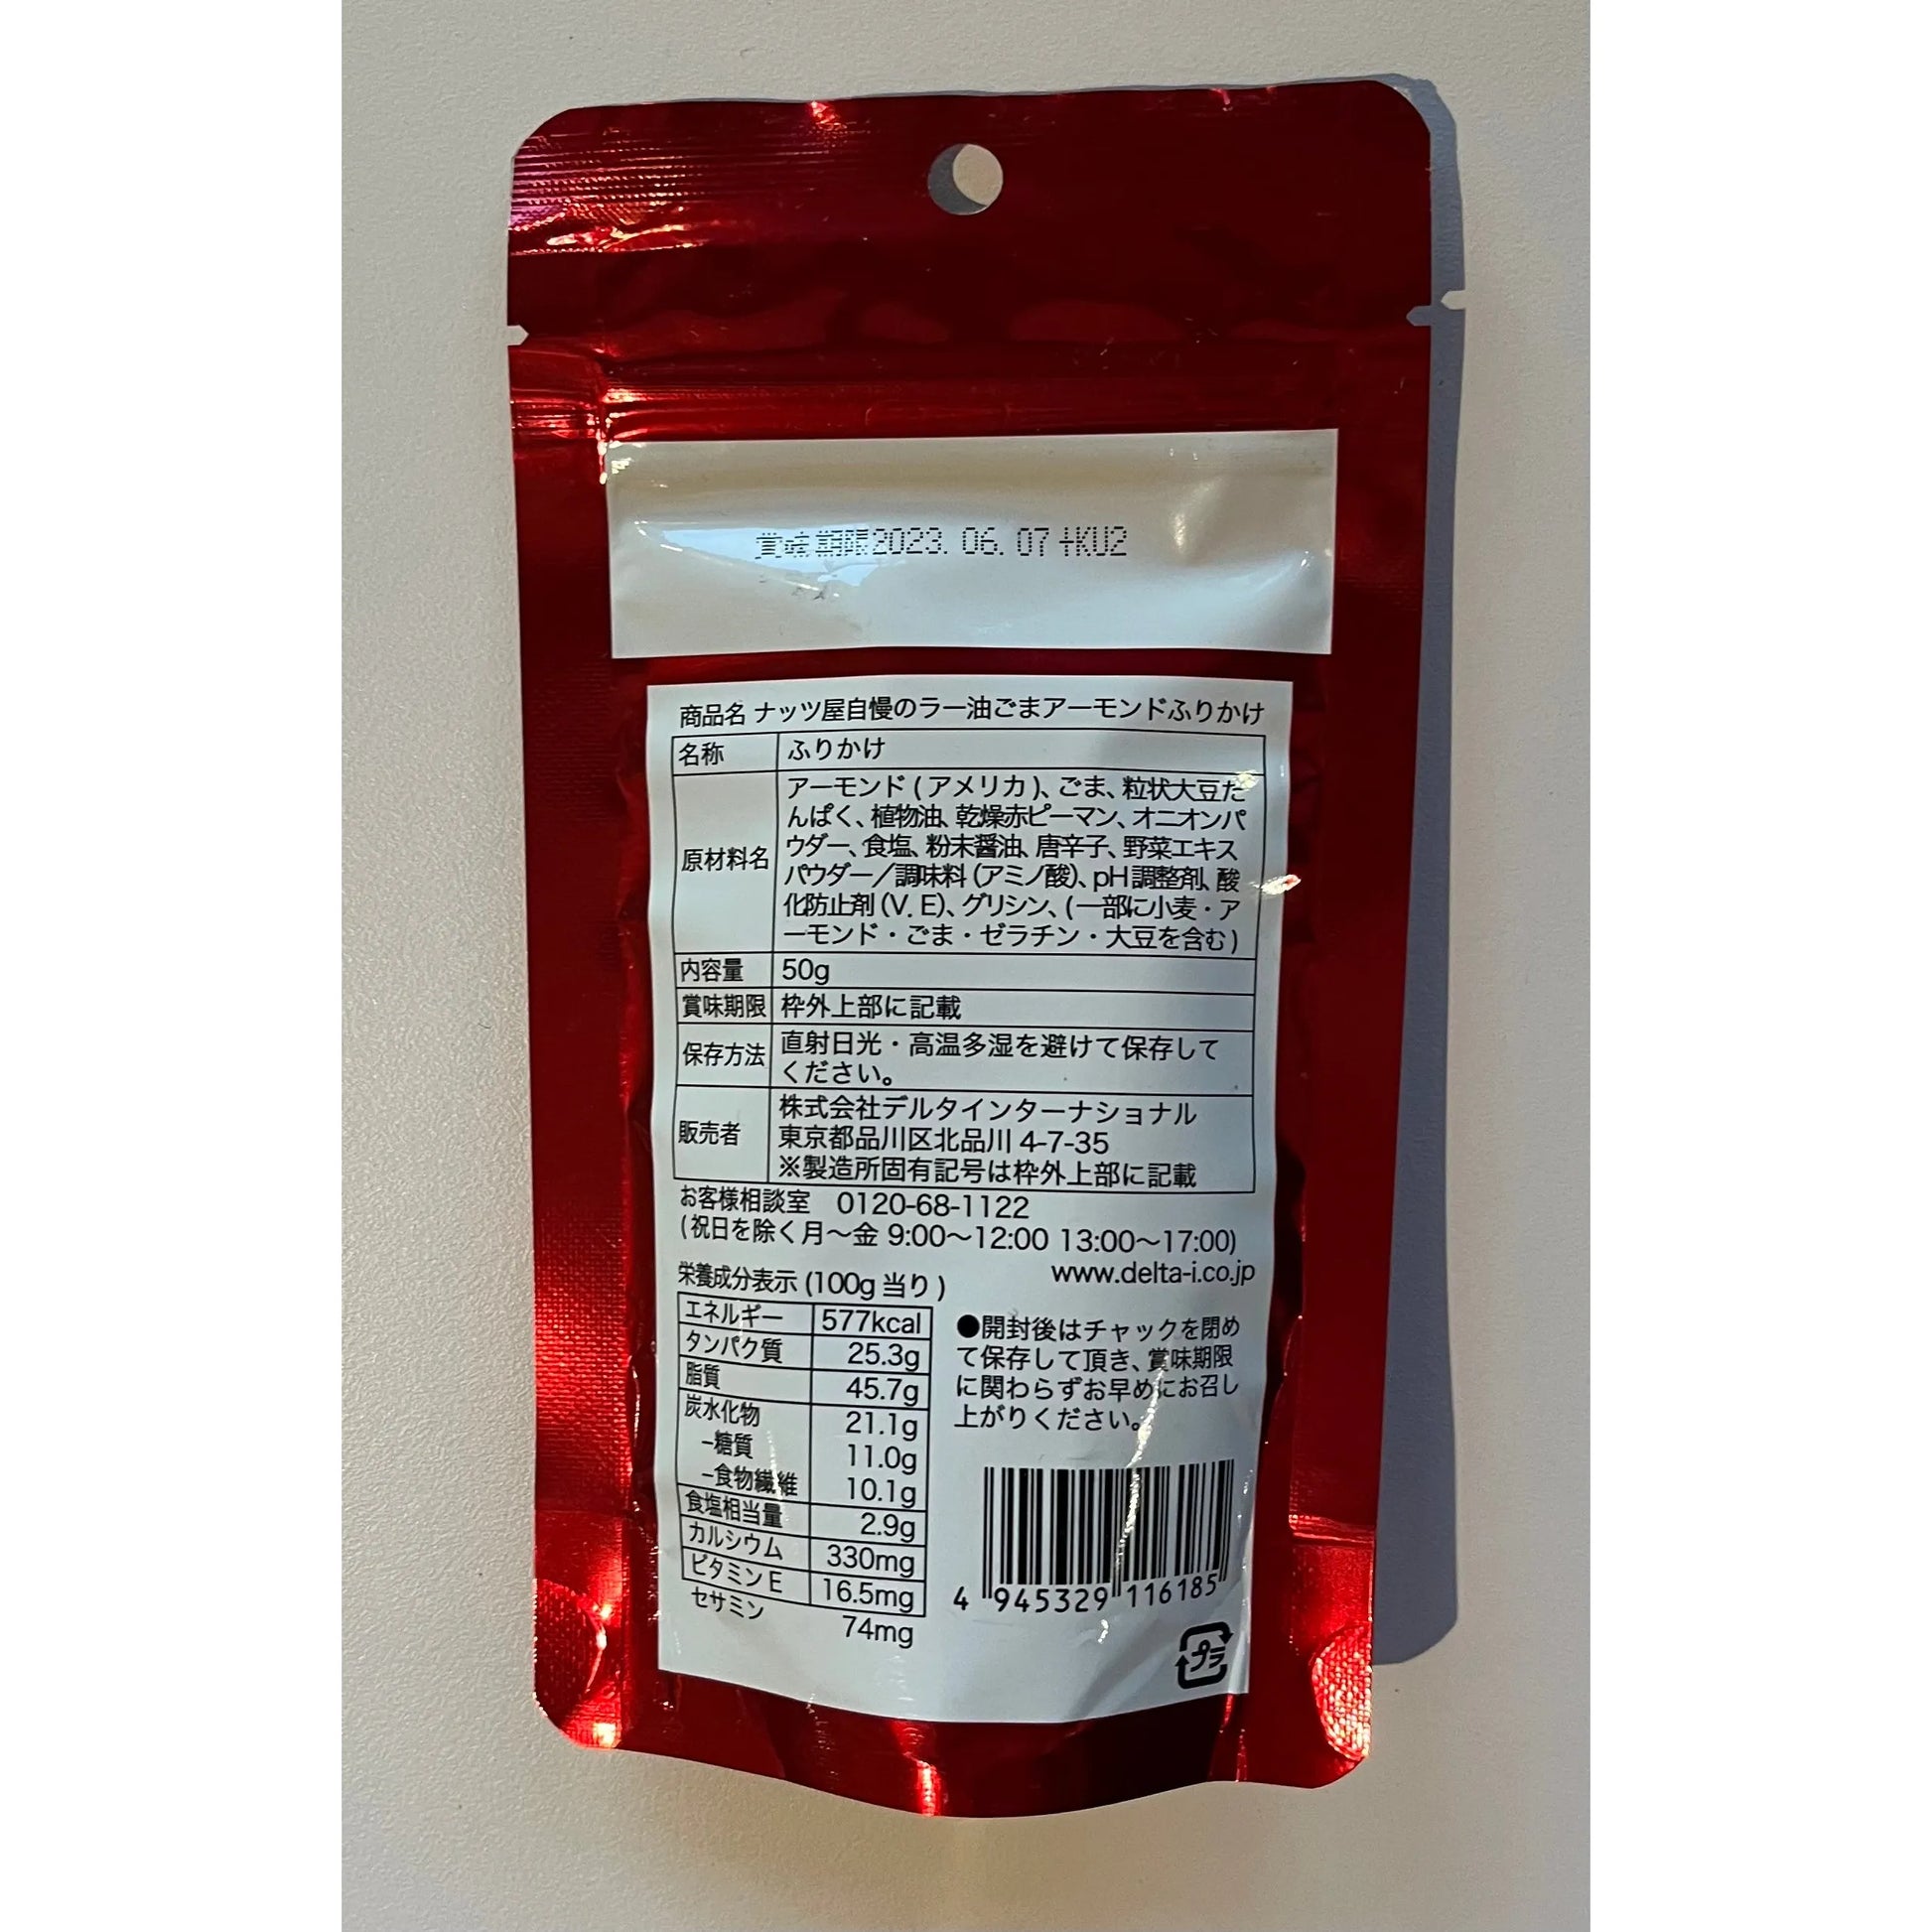 賞味期限2023. 06. 07 +KU2
商品名 ナッツ屋自慢のラー油ごまアーモンドふりかけ
名称 ふりかけ
原材料名 アーモンド(アメリカ)、ごま、粒状大豆た
んぱく、植物油、乾燥赤ピーマン、オニオンパ
ウダー、食塩、粉末醤油、唐辛子、野菜エキス
パウダー／調味料(アミノ酸)、pH調整剤、酸
化防止剤(V. E)、グリシン、(一部に小麦・ア
ーモンド・ごま・ゼラチン・大豆を含む)
内容量 50g
賞味期限 枠外上部に記載
保存方法 直射日光・高温多湿を避けて保存して
ください。
販売者 株式会社デルタインターナショナル
東京都品川区北品川 4-7-35
※製造所固有記号は枠外上部に記載
お客様相談室 0120-68-1122
(祝日を除く月～金 9:00～12:00 13:00～17:00)
www.delta-i.co.jp
栄養成分表示 (100g 当り)
エネルギー 577kcal
タンパク質 25.3g
脂質 45.7g
炭水化物 21.1g
−糖質 11.0g
−食物繊維 10.1g
食塩相当量 2.9g
カルシウム 330mg
ビタミンE 16.5mg
セサミン 74mg
●開封後はチャックを閉め
て保存して頂き、賞味期限
に関わらずお早めにお召し
上がりください。
4 945329 116185
プラ